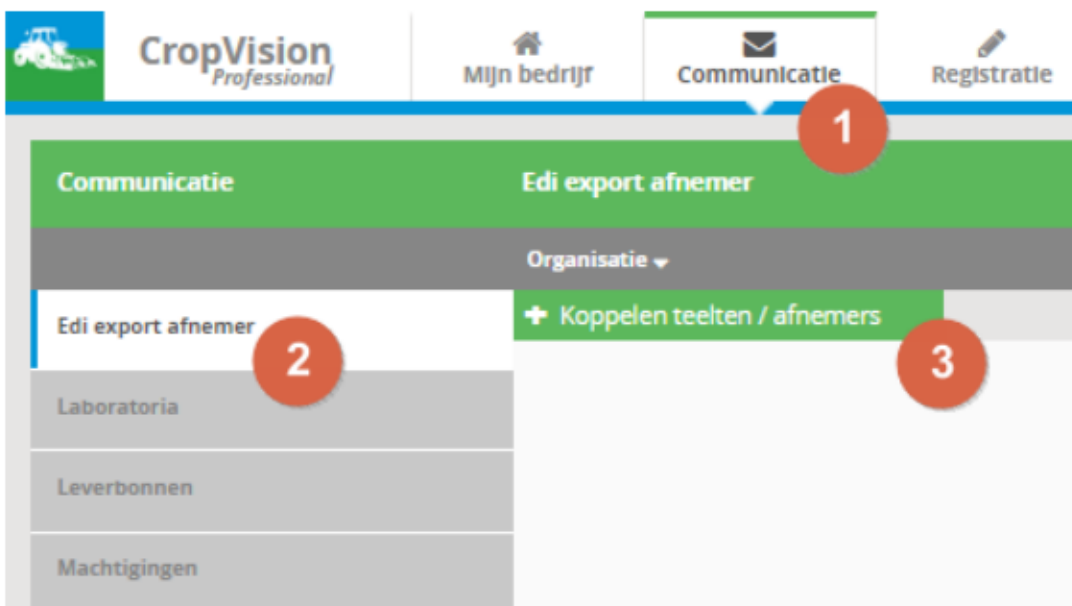 CropVision
Professional
Mijn bedrijf
Communicatie
Registratie
1
Communicatie
Edi export afnemer
Organisatie
Edi export afnemer
2
+ Koppelen teelten / afnemers
3
Laboratoria
Leverbonnen
Machtigingen